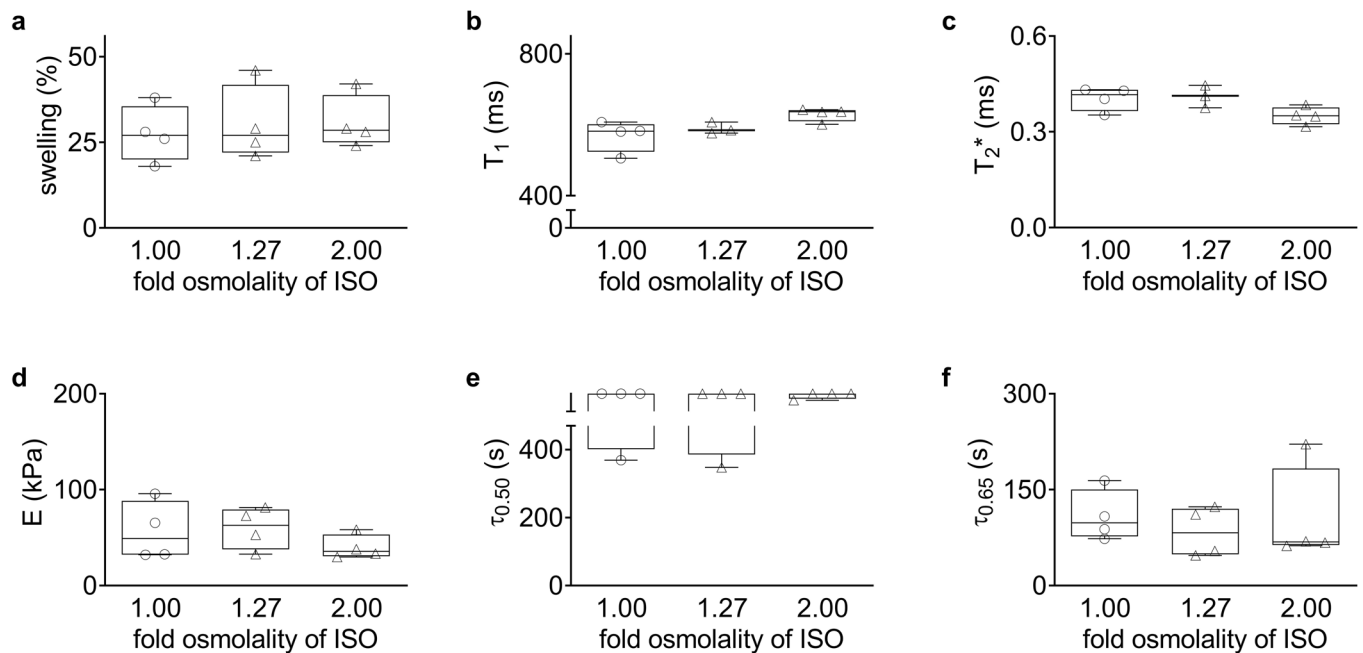 a
swelling (%)
50
25
0
1.00 1.27 2.00
fold osmolality of ISO
b
T1 (ms)
800
400
0
1.00 1.27 2.00
fold osmolality of ISO
c
T2* (ms)
0.6
0.3
0.0
1.00 1.27 2.00
fold osmolality of ISO
d
E (kPa)
200
100
0
1.00 1.27 2.00
fold osmolality of ISO
e
τ0.50 (s)
400
200
0
1.00 1.27 2.00
fold osmolality of ISO
f
τ0.65 (s)
300
150
0
1.00 1.27 2.00
fold osmolality of ISO